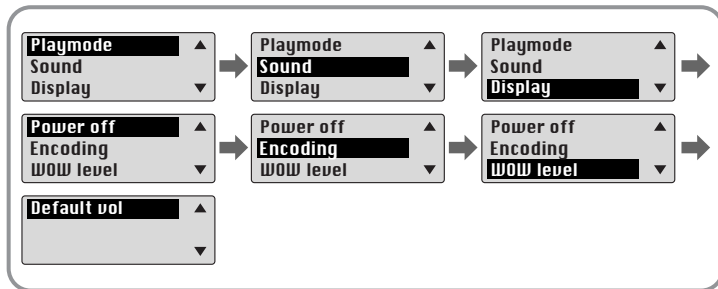 Playmode
Sound
Display
Playmode
Sound
Display
Playmode
Sound
Display
Power off
Encoding
WOW level
Power off
Encoding
WOW level
Power off
Encoding
WOW level
Default vol